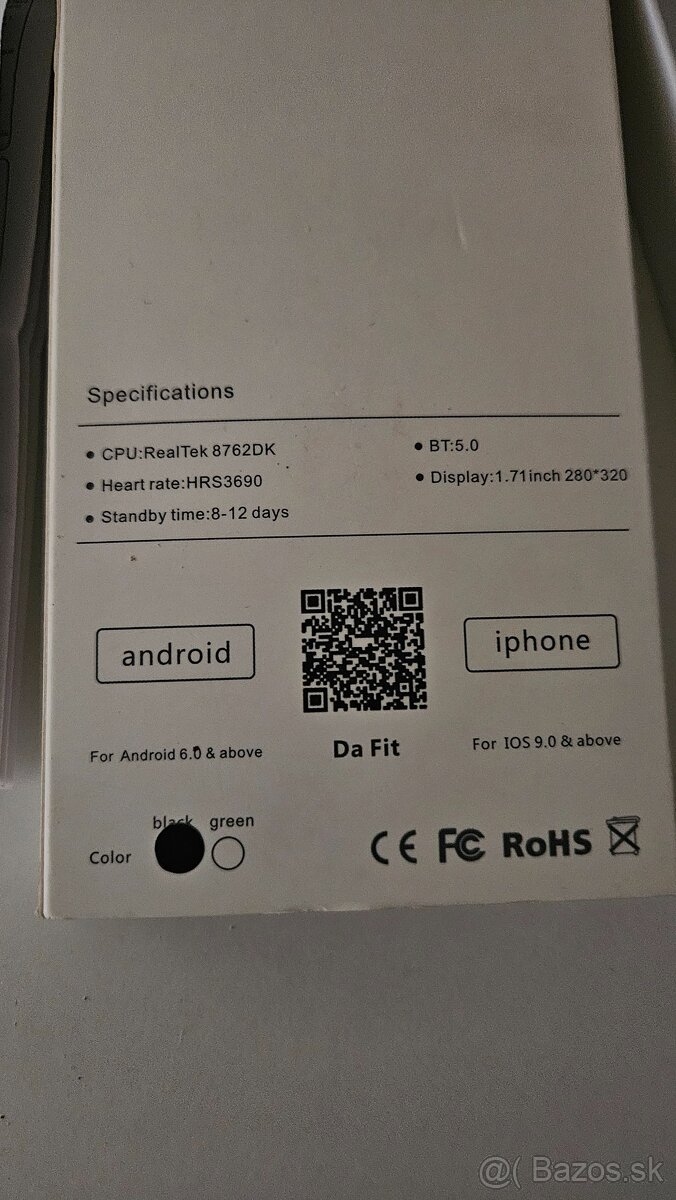 Specifications
• CPU:RealTek 8762DK
• BT:5.0
• Heart rate:HRS3690
• Display:1.71inch 280*320
• Standby time:8-12 days
android
iphone
For Android 6.0 & above
Da Fit
For IOS 9.0 & above
black green
Color
CE FC RoHS
@( Bazos.sk